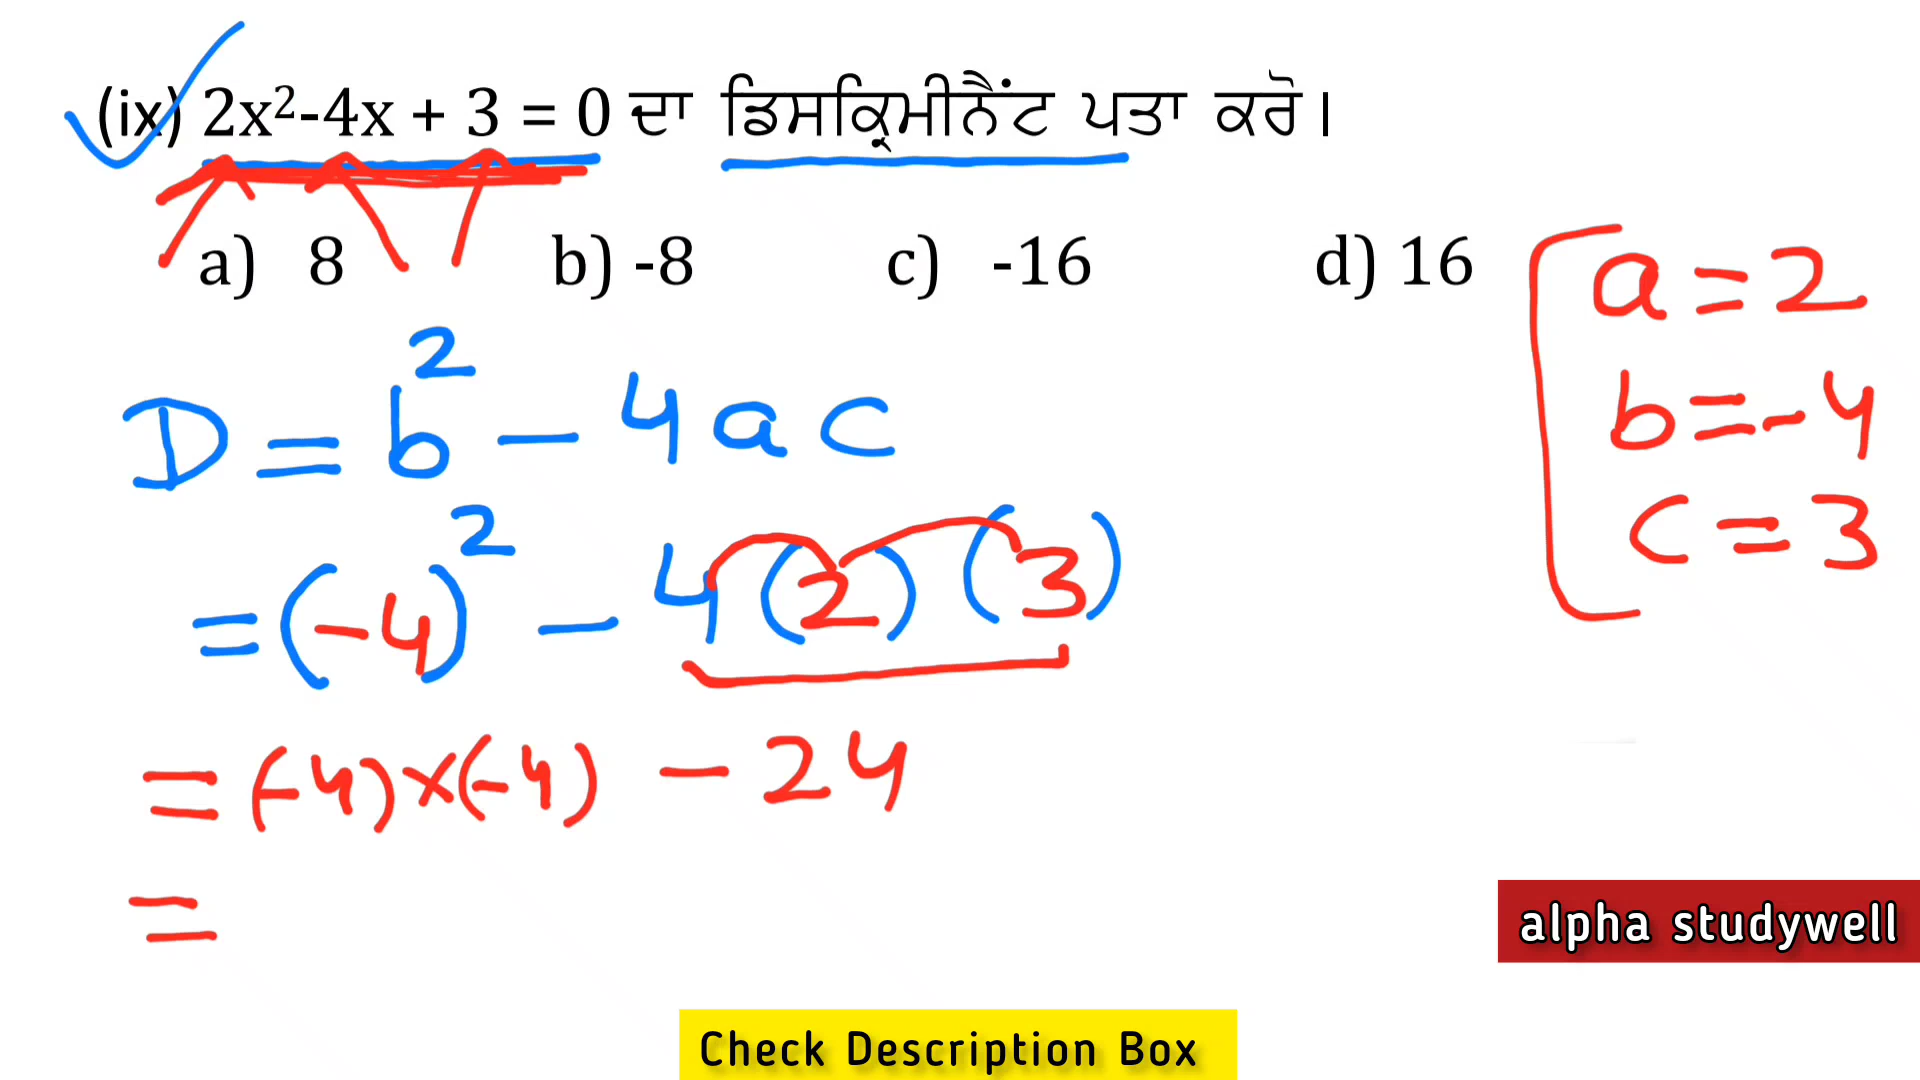 (ix) 2x²-4x + 3 = 0 ਦਾ ਡਿਸਕ੍ਰਿਮੀਨੈਂਟ ਪਤਾ ਕਰੋ।
a) 8 b) -8 c) -16 d) 16
a = 2
b = -4
c = 3
D = b² - 4ac
= (-4)² - 4(2)(3)
= (-4)×(-4) - 24
=
alpha studywell
Check Description Box